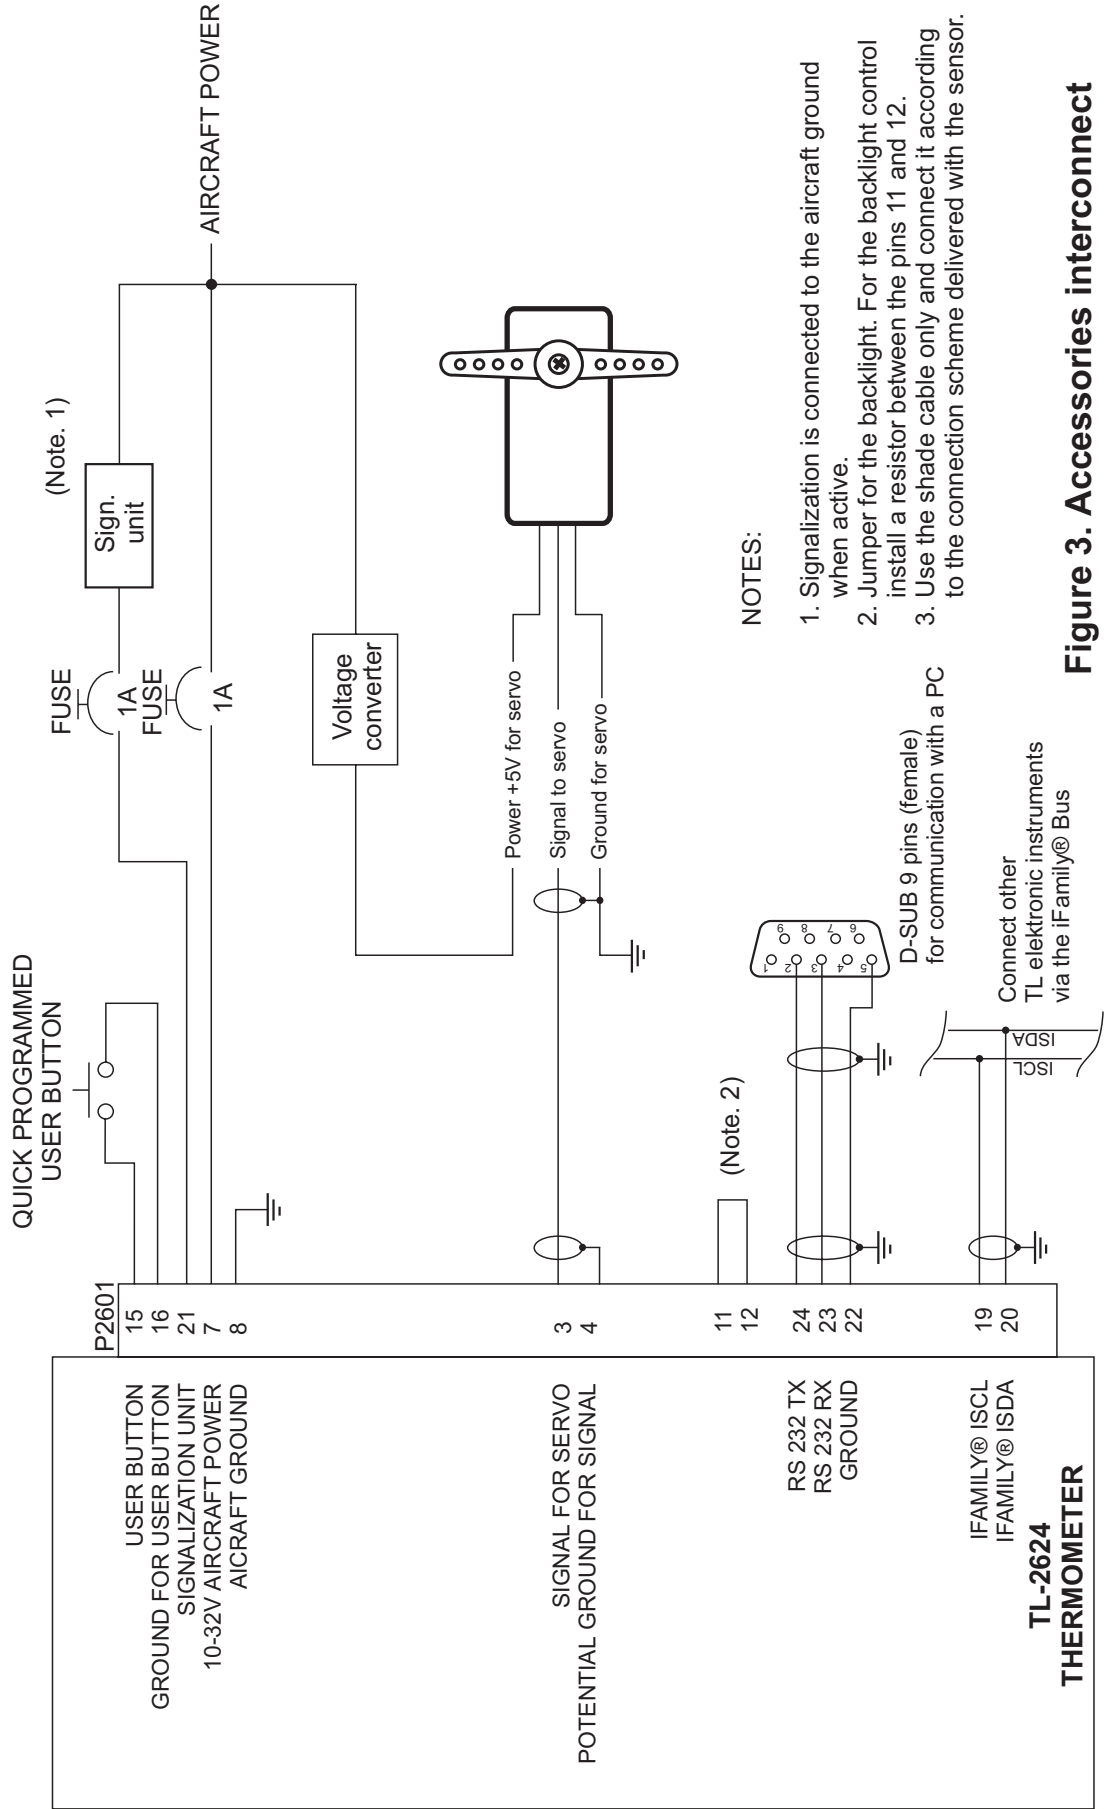 QUICK PROGRAMMED
USER BUTTON
FUSE
1A
FUSE
1A
Sign.
unit
(Note. 1)
AIRCRAFT POWER
Voltage
converter
P2601
USER BUTTON 15
GROUND FOR USER BUTTON 16
SIGNALIZATION UNIT 21
10-32V AIRCRAFT POWER 7
AICRAFT GROUND 8
SIGNAL FOR SERVO 3
POTENTIAL GROUND FOR SIGNAL 4
Power +5V for servo
Signal to servo
Ground for servo
11
12
(Note. 2)
RS 232 TX 24
RS 232 RX 23
GROUND 22
1
2
3
4
5
9
8
7
6
D-SUB 9 pins (female)
for communication with a PC
IFAMILY® ISCL 19
IFAMILY® ISDA 20
ISCL
ISDA
Connect other
TL elektronic instruments
via the iFamily® Bus
TL-2624
THERMOMETER
NOTES:
1. Signalization is connected to the aircraft ground
when active.
2. Jumper for the backlight. For the backlight control
install a resistor between the pins 11 and 12.
3. Use the shade cable only and connect it according
to the connection scheme delivered with the sensor.
Figure 3. Accessories interconnect